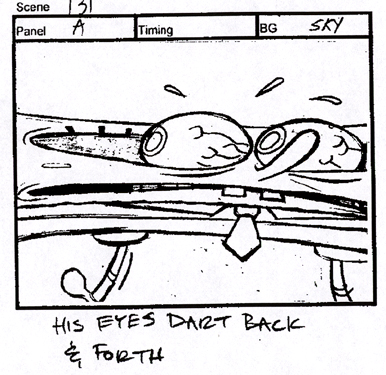 Scene 131
Panel A Timing BG SKY
HIS EYES DART BACK
& FORTH